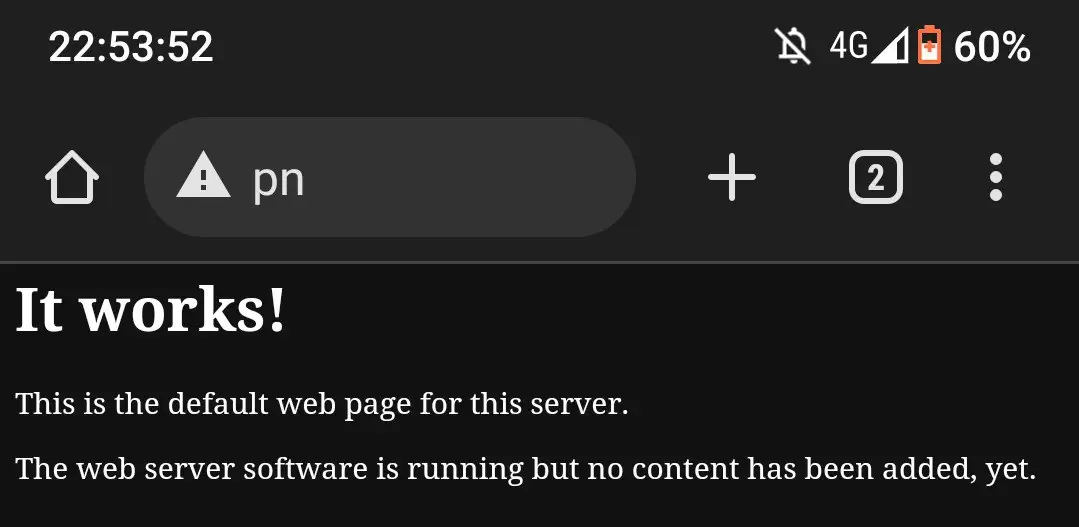 22:53:52 4G 60%
pn 2
It works!
This is the default web page for this server.
The web server software is running but no content has been added, yet.